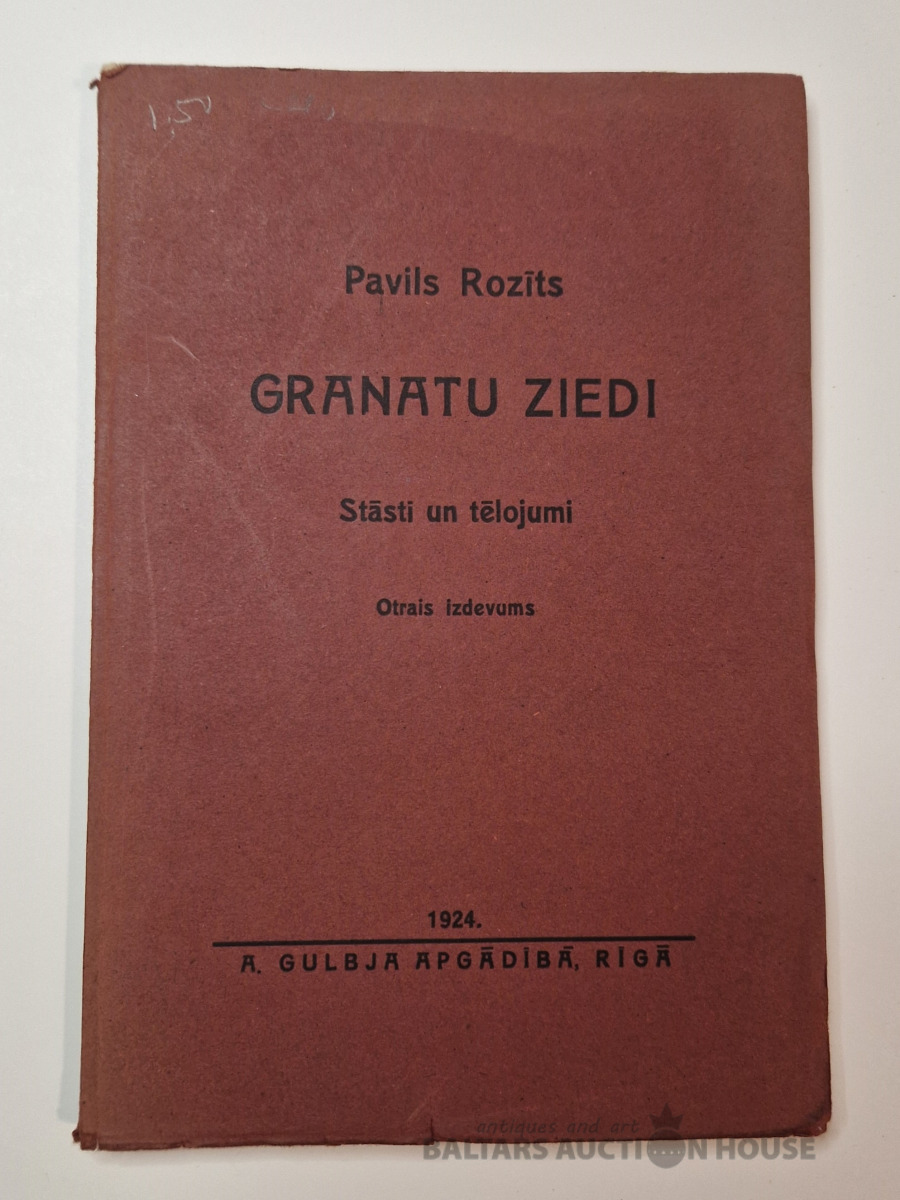 1,50
Pavils Rozīts
GRANATU ZIEDI
Stāsti un tēlojumi
Otrais izdevums
1924.
A. GULBJA APGĀDĪBĀ, RĪGĀ
antiques and art
BALTARS AUCTION HOUSE